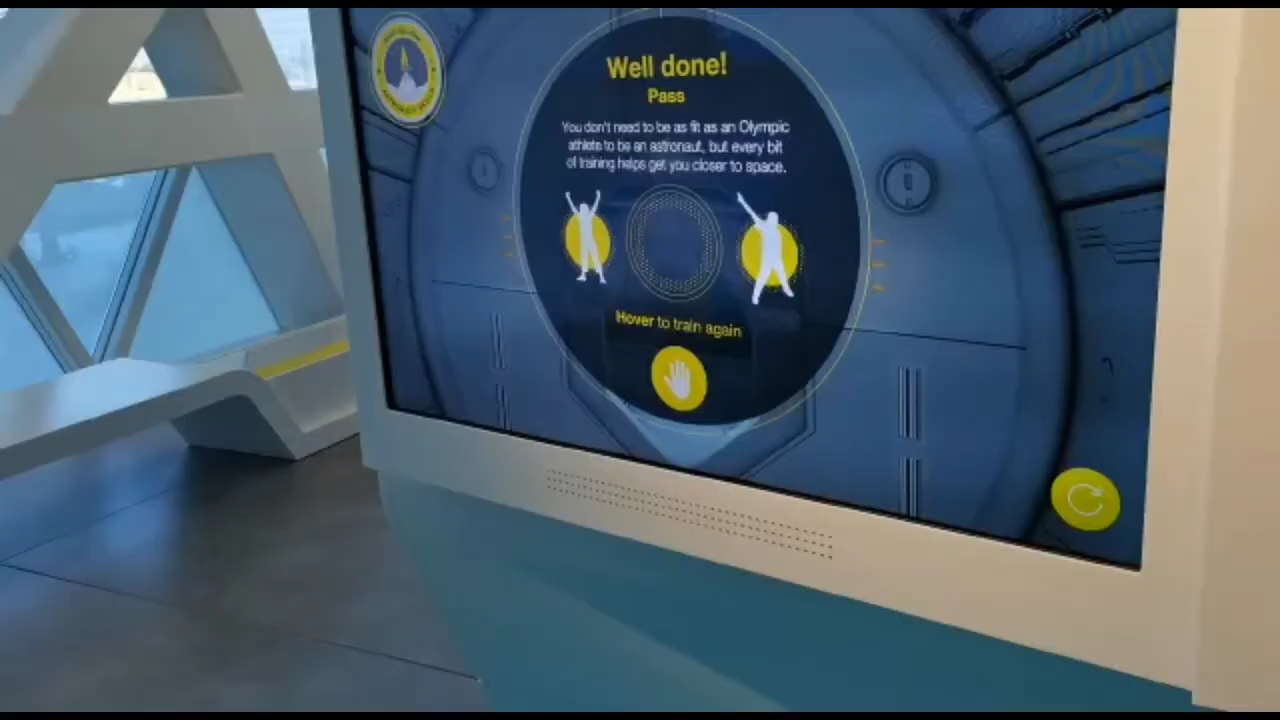 Well done!
Pass
You don't need to be as fit as an Olympic
athlete to be an astronaut, but every bit
of training helps get you closer to space.
Hover to train again